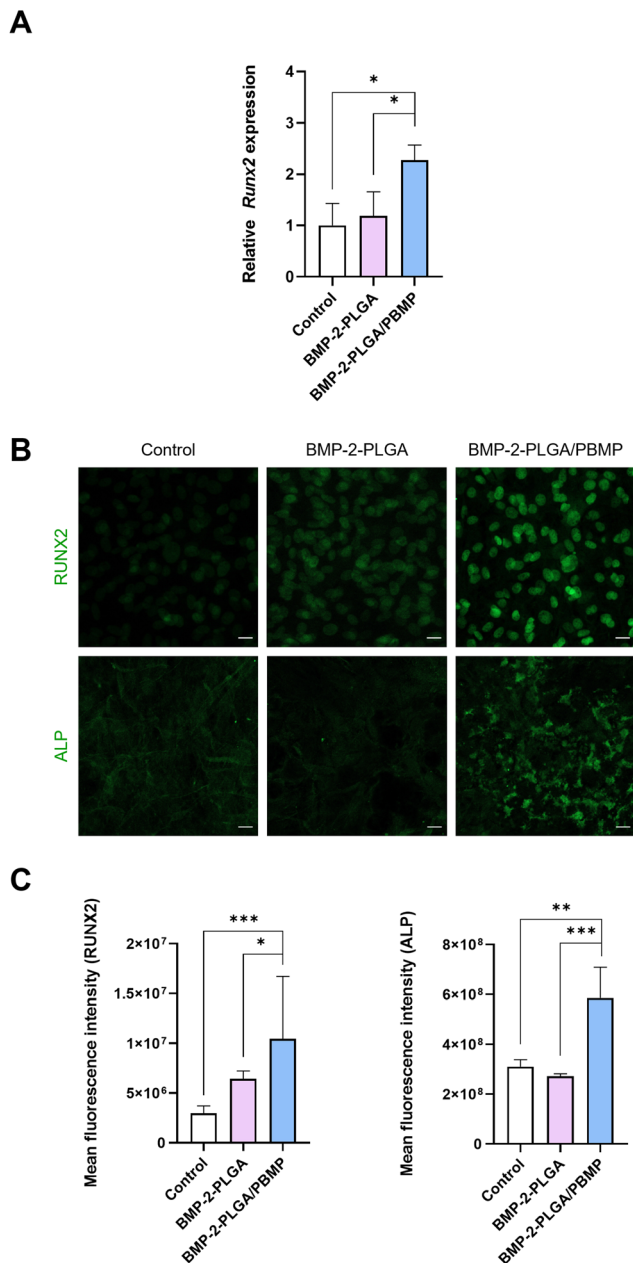 A
Relative Runx2 expression
4
3
2
1
0
*
*
Control
BMP-2-PLGA
BMP-2-PLGA/PBMP
B
Control
BMP-2-PLGA
BMP-2-PLGA/PBMP
RUNX2
ALP
C
Mean fluorescence intensity (RUNX2)
2×10⁷
1.5×10⁷
1×10⁷
5×10⁶
0
***
*
Control
BMP-2-PLGA
BMP-2-PLGA/PBMP
Mean fluorescence intensity (ALP)
8×10⁸
6×10⁸
4×10⁸
2×10⁸
0
**
***
Control
BMP-2-PLGA
BMP-2-PLGA/PBMP